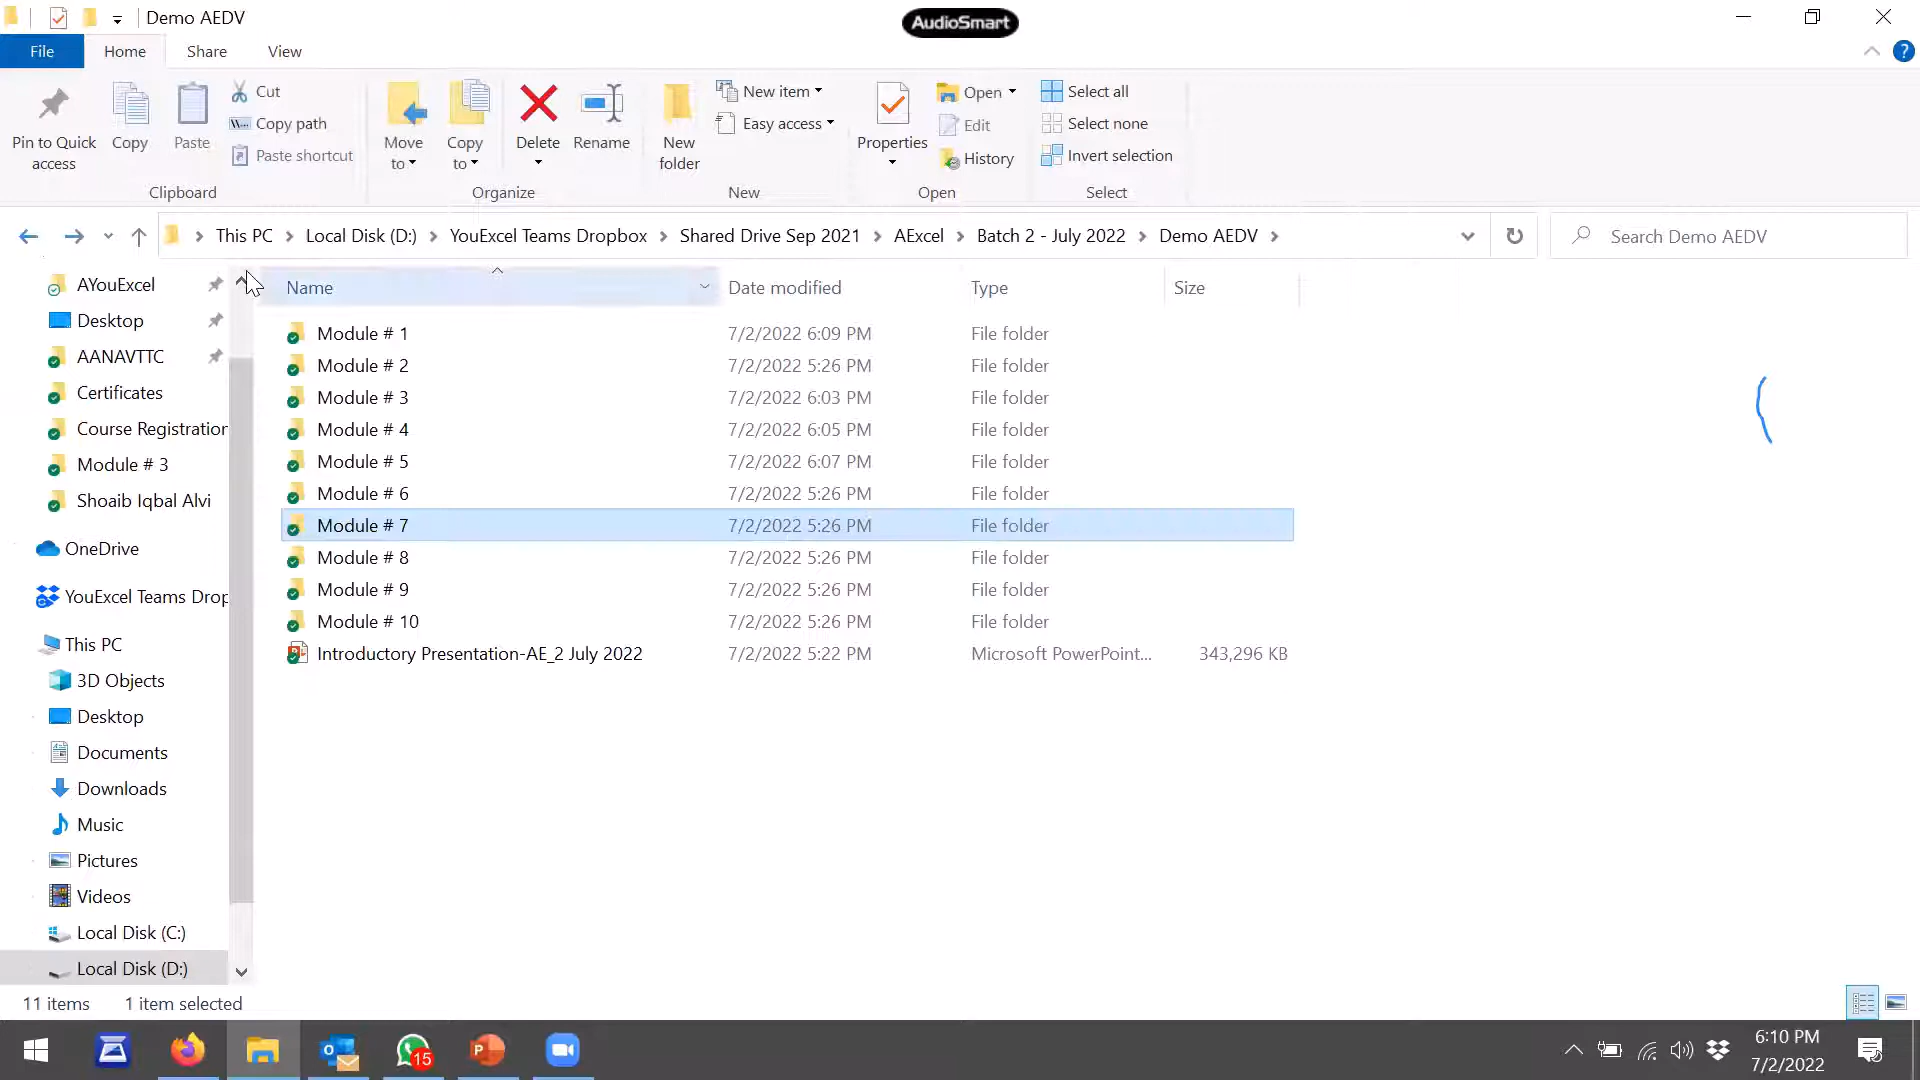 Demo AEDV
AudioSmart
File Home Share View
?
Pin to Quick access
Copy
Paste
Cut
Copy path
Paste shortcut
Clipboard
Move to
Copy to
Delete
Rename
Organize
New folder
New item
Easy access
New
Properties
Open
Edit
History
Open
Select all
Select none
Invert selection
Select
This PC Local Disk (D:) YouExcel Teams Dropbox Shared Drive Sep 2021 AExcel Batch 2 - July 2022 Demo AEDV
Search Demo AEDV
AYouExcel
Desktop
AANAVTTC
Certificates
Course Registration
Module # 3
Shoaib Iqbal Alvi
OneDrive
YouExcel Teams Drop
This PC
3D Objects
Desktop
Documents
Downloads
Music
Pictures
Videos
Local Disk (C:)
Local Disk (D:)
Name Date modified Type Size
Module # 1 7/2/2022 6:09 PM File folder
Module # 2 7/2/2022 5:26 PM File folder
Module # 3 7/2/2022 6:03 PM File folder
Module # 4 7/2/2022 6:05 PM File folder
Module # 5 7/2/2022 6:07 PM File folder
Module # 6 7/2/2022 5:26 PM File folder
Module # 7 7/2/2022 5:26 PM File folder
Module # 8 7/2/2022 5:26 PM File folder
Module # 9 7/2/2022 5:26 PM File folder
Module # 10 7/2/2022 5:26 PM File folder
Introductory Presentation-AE_2 July 2022 7/2/2022 5:22 PM Microsoft PowerPoint... 343,296 KB
11 items 1 item selected
15
6:10 PM
7/2/2022